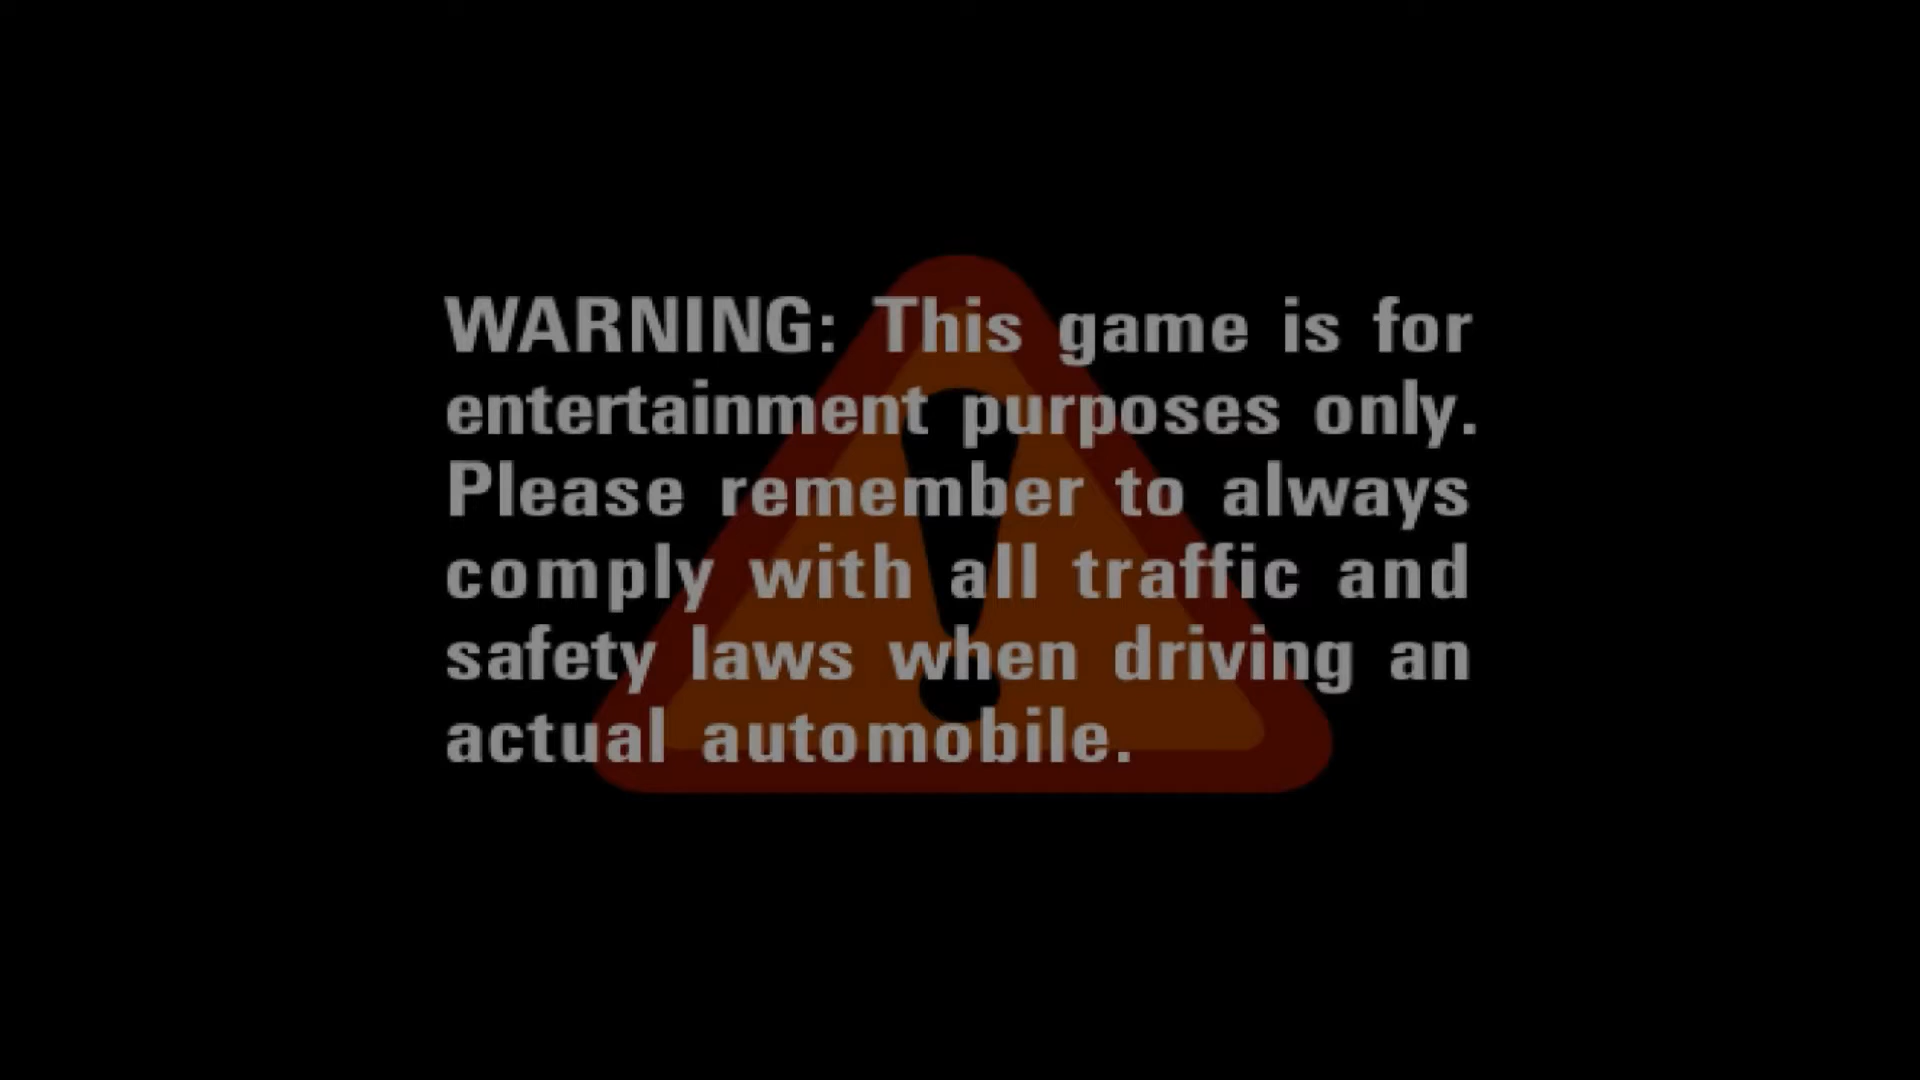 WARNING: This game is for
entertainment purposes only.
Please remember to always
comply with all traffic and
safety laws when driving an
actual automobile.